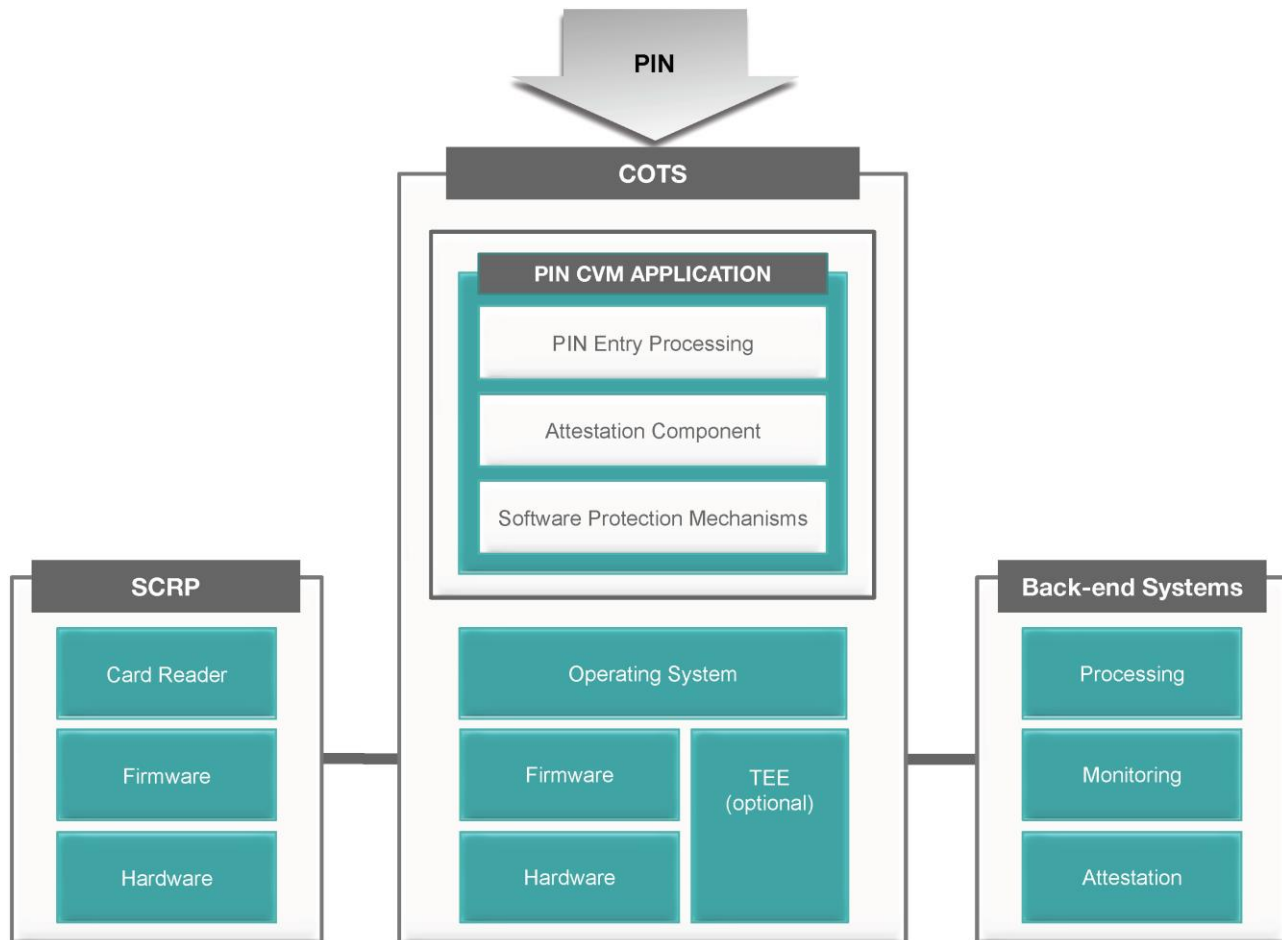 PIN
COTS
PIN CVM APPLICATION
PIN Entry Processing
Attestation Component
Software Protection Mechanisms
SCRP
Card Reader
Firmware
Hardware
Operating System
Firmware
TEE
(optional)
Hardware
Back-end Systems
Processing
Monitoring
Attestation